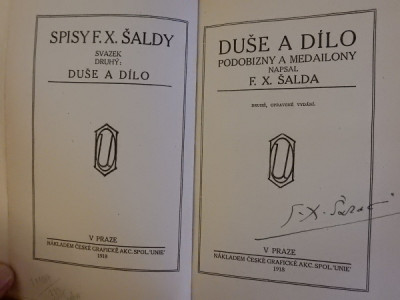 SPISY F. X. ŠALDY
SVAZEK
DRUHÝ:
DUŠE A DÍLO
V PRAZE
NÁKLADEM ČESKÉ GRAFICKÉ AKC. SPOL. "UNIE"
1918
DUŠE A DÍLO
PODOBIZNY A MEDAILONY
NAPSAL
F. X. ŠALDA
DRUHÉ, OPRAVENÉ VYDÁNÍ.
F. X. Šalda
V PRAZE
NÁKLADEM ČESKÉ GRAFICKÉ AKC. SPOL. "UNIE"
1918